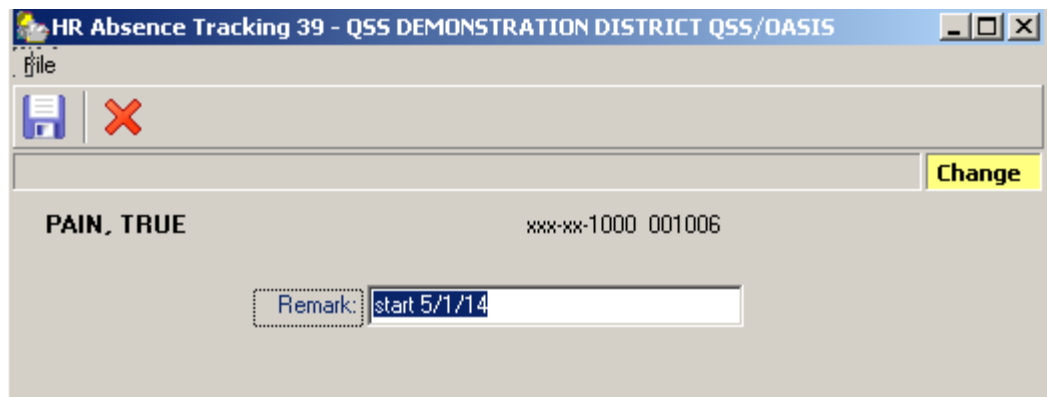 HR Absence Tracking 39 - QSS DEMONSTRATION DISTRICT QSS/OASIS
File
Change
PAIN, TRUE xxx-xx-1000 001006
Remark: start 5/1/14